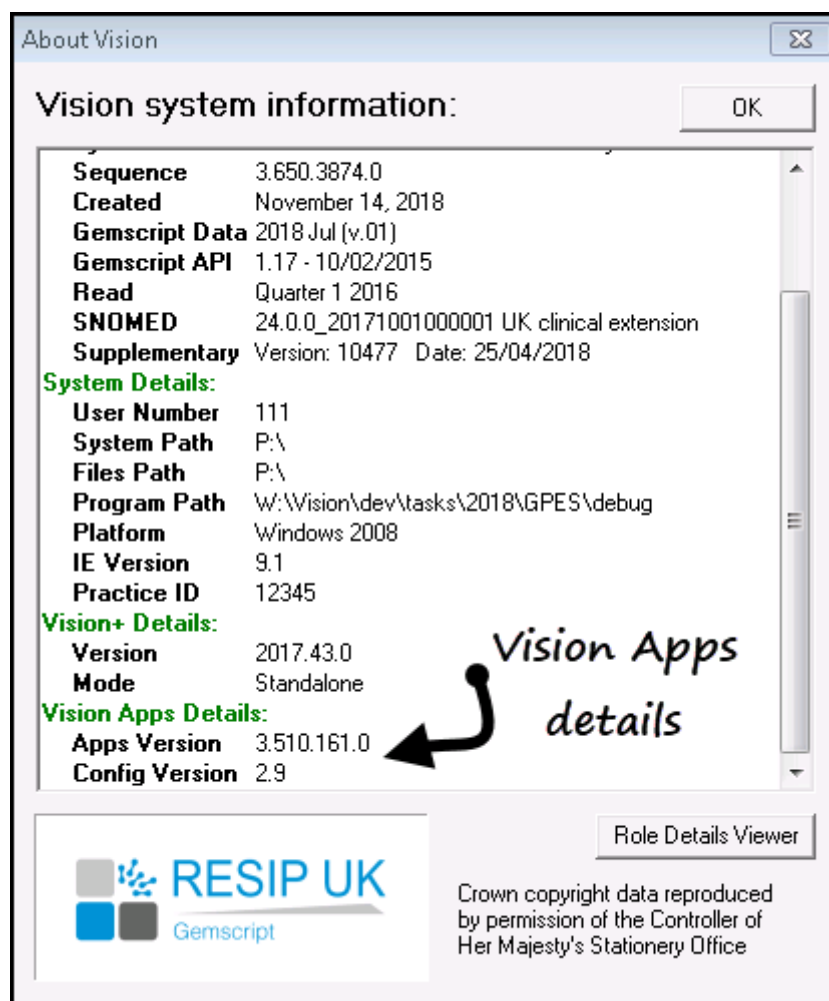 About Vision
Vision system information:
OK
Sequence 3.650.3874.0
Created November 14, 2018
Gemscript Data 2018 Jul (v.01)
Gemscript API 1.17 - 10/02/2015
Read Quarter 1 2016
SNOMED 24.0.0_20171001000001 UK clinical extension
Supplementary Version: 10477 Date: 25/04/2018
System Details:
User Number 111
System Path P:\
Files Path P:\
Program Path W:\Vision\dev\tasks\2018\GPES\debug
Platform Windows 2008
IE Version 9.1
Practice ID 12345
Vision+ Details:
Version 2017.43.0
Mode Standalone
Vision Apps Details:
Apps Version 3.510.161.0
Config Version 2.9
Vision Apps
details
Role Details Viewer
RESIP UK
Gemscript
Crown copyright data reproduced
by permission of the Controller of
Her Majesty's Stationery Office